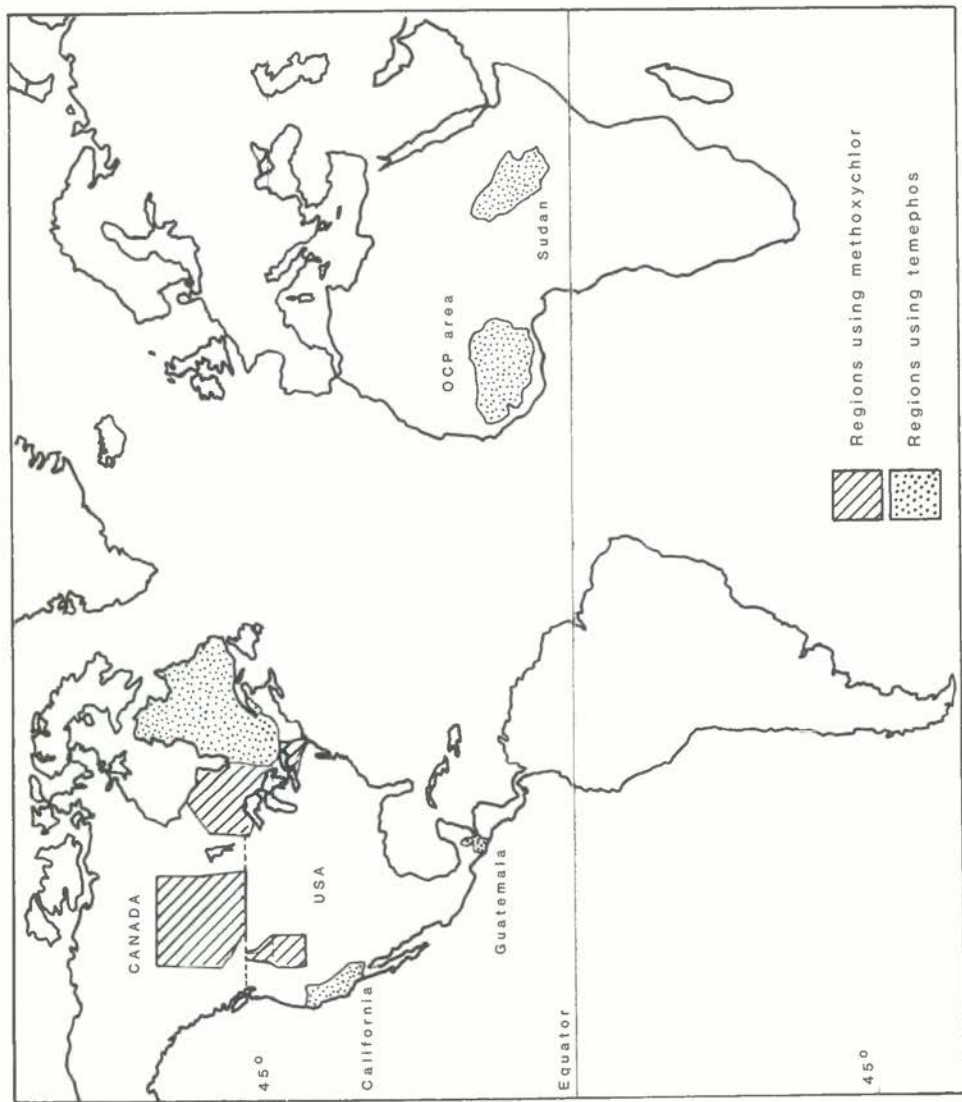 CANADA
45°
USA
California
Guatemala
Equator
OCP area
Sudan
45°
Regions using methoxychlor
Regions using temephos